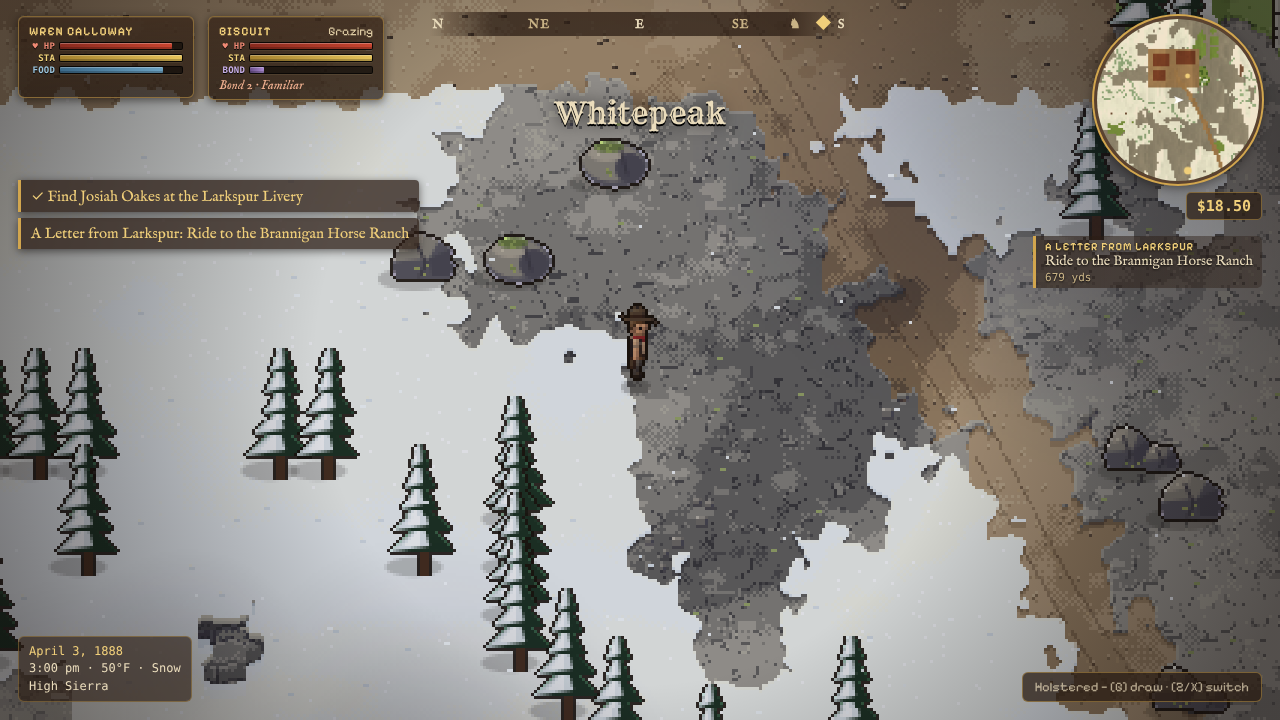 WREN CALLOWAY
♥ HP
STA
FOOD
BISCUIT Grazing
♥ HP
STA
BOND
Bond 2 · Familiar
N NE E SE S
Whitepeak
✓ Find Josiah Oakes at the Larkspur Livery
A Letter from Larkspur: Ride to the Brannigan Horse Ranch
$18.50
A LETTER FROM LARKSPUR
Ride to the Brannigan Horse Ranch
679 yds
April 3, 1888
3:00 pm · 50°F · Snow
High Sierra
Holstered - (G) draw · (Z/X) switch